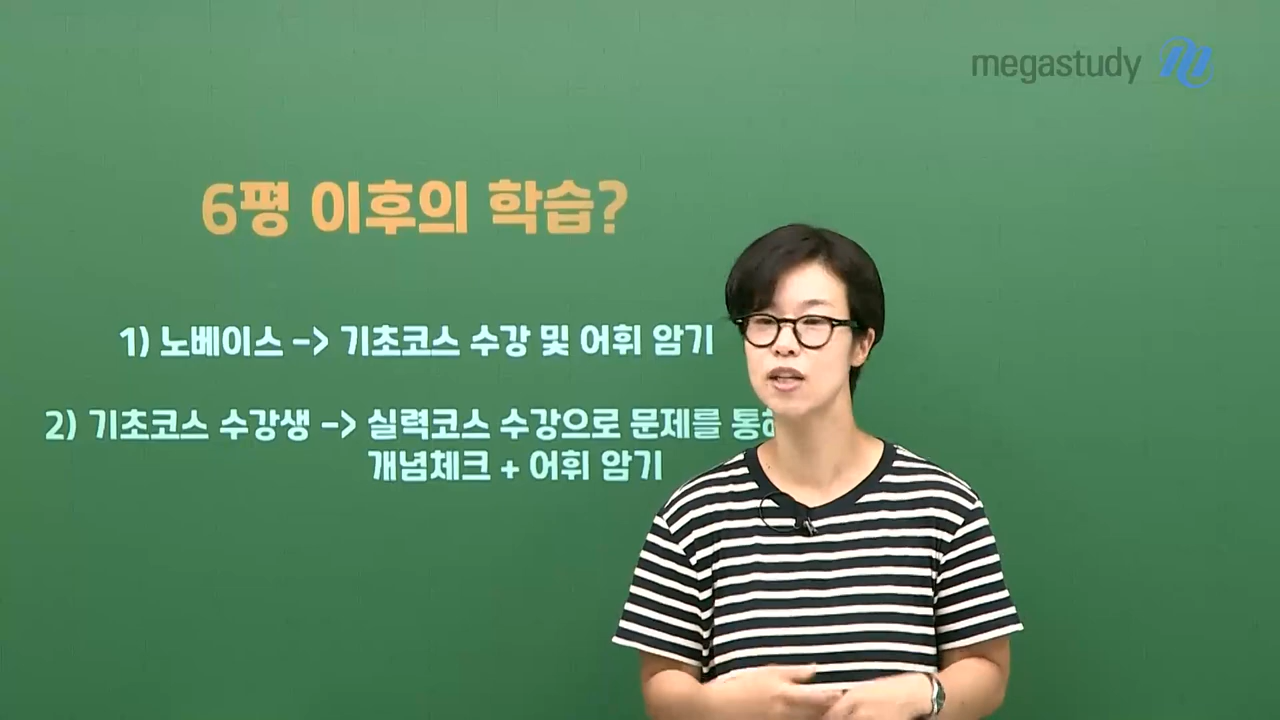 megastudy
6평 이후의 학습?
1) 노베이스 -> 기초코스 수강 및 어휘 암기
2) 기초코스 수강생 -> 실력코스 수강으로 문제를
개념체크 + 어휘 암기